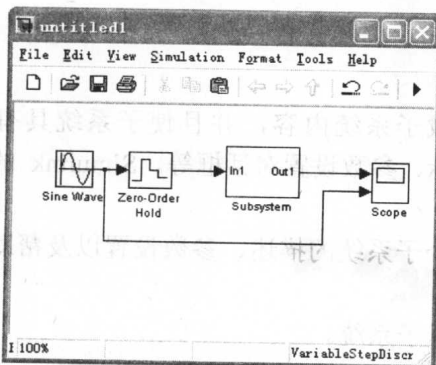 untitled1
File Edit View Simulation Format Tools Help
In1 Out1
Sine Wave
Zero-Order
Hold
Subsystem
Scope
100%
VariableStepDiscr